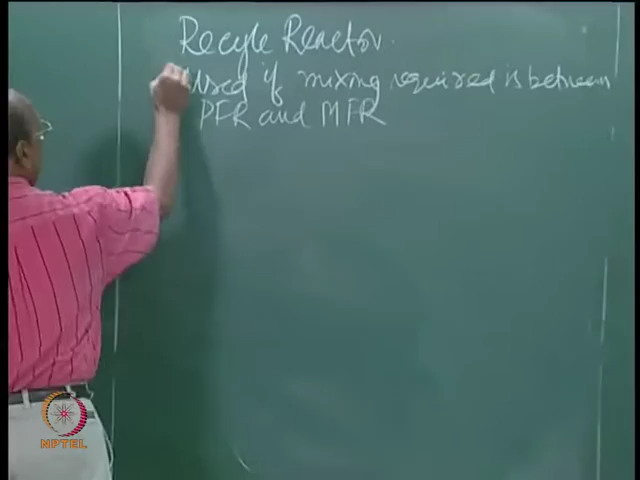 Recycle Reactor.
Used if mixing required is between
PFR and MFR
NPTEL